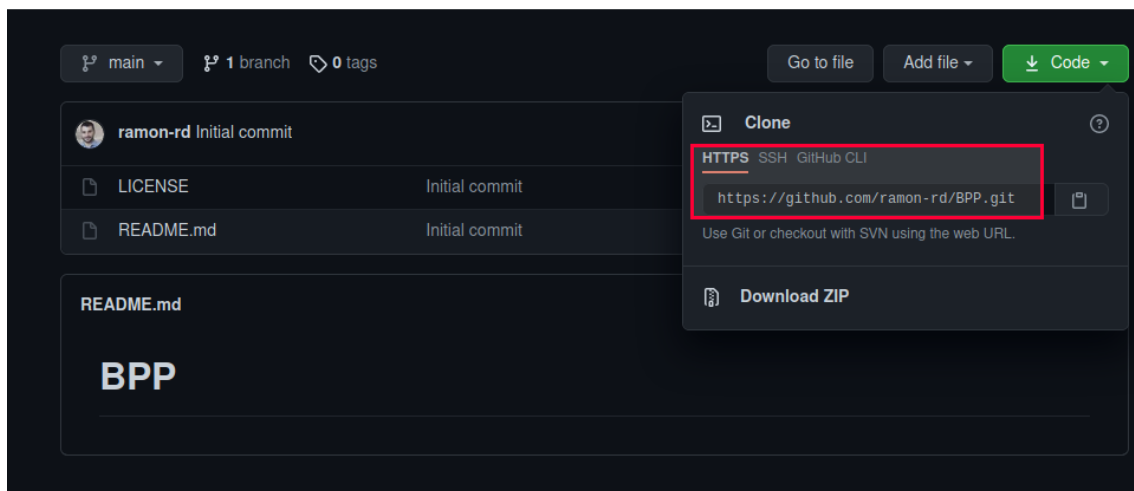 main 1 branch 0 tags Go to file Add file Code
ramon-rd Initial commit
LICENSE Initial commit
README.md Initial commit
README.md
BPP
Clone
HTTPS SSH GitHub CLI
https://github.com/ramon-rd/BPP.git
Use Git or checkout with SVN using the web URL.
Download ZIP